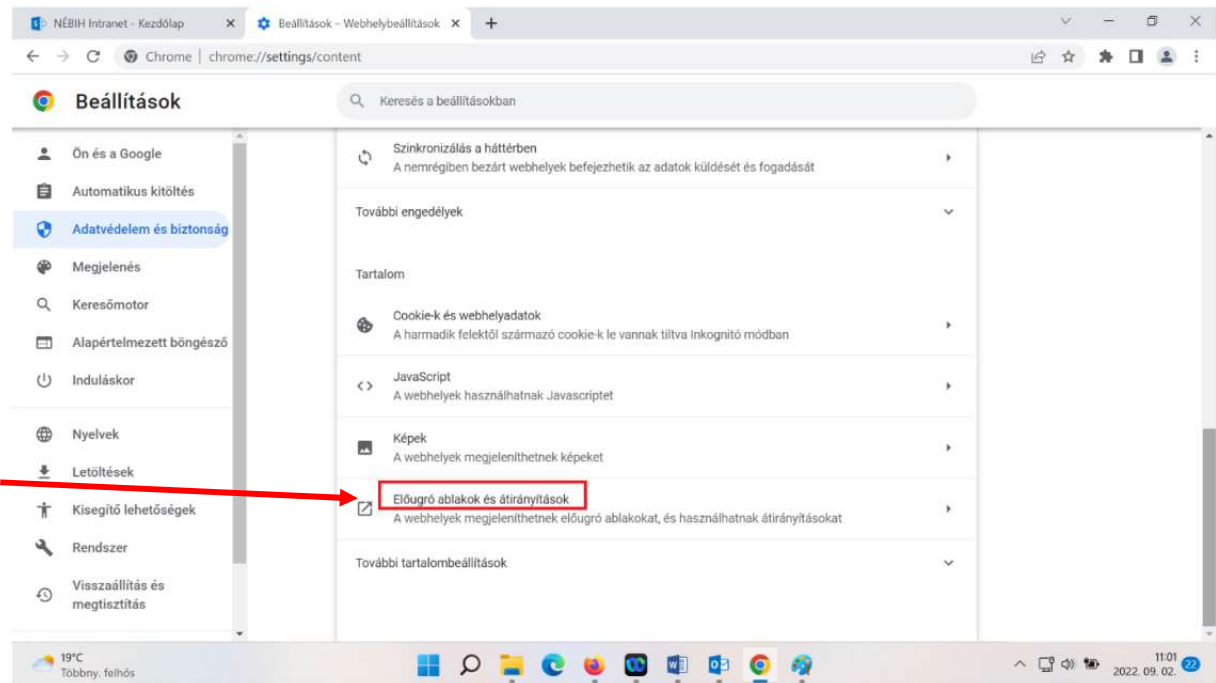 NÉBIH Intranet - Kezdőlap
Beállítások – Webhelybeállítások
Chrome | chrome://settings/content
Beállítások
Keresés a beállításokban
Ön és a Google
Automatikus kitöltés
Adatvédelem és biztonság
Megjelenés
Keresőmotor
Alapértelmezett böngésző
Induláskor
Nyelvek
Letöltések
Kisegítő lehetőségek
Rendszer
Visszaállítás és
megtisztítás
Szinkronizálás a háttérben
A nemrégiben bezárt webhelyek befejezhetik az adatok küldését és fogadását
További engedélyek
Tartalom
Cookie-k és webhelyadatok
A harmadik felektől származó cookie-k le vannak tiltva Inkognitó módban
JavaScript
A webhelyek használhatnak Javascriptet
Képek
A webhelyek megjeleníthetnek képeket
Előugró ablakok és átirányítások
A webhelyek megjeleníthetnek előugró ablakokat, és használhatnak átirányításokat
További tartalombeállítások
19°C
Többny. felhős
11:01
2022. 09. 02.
22